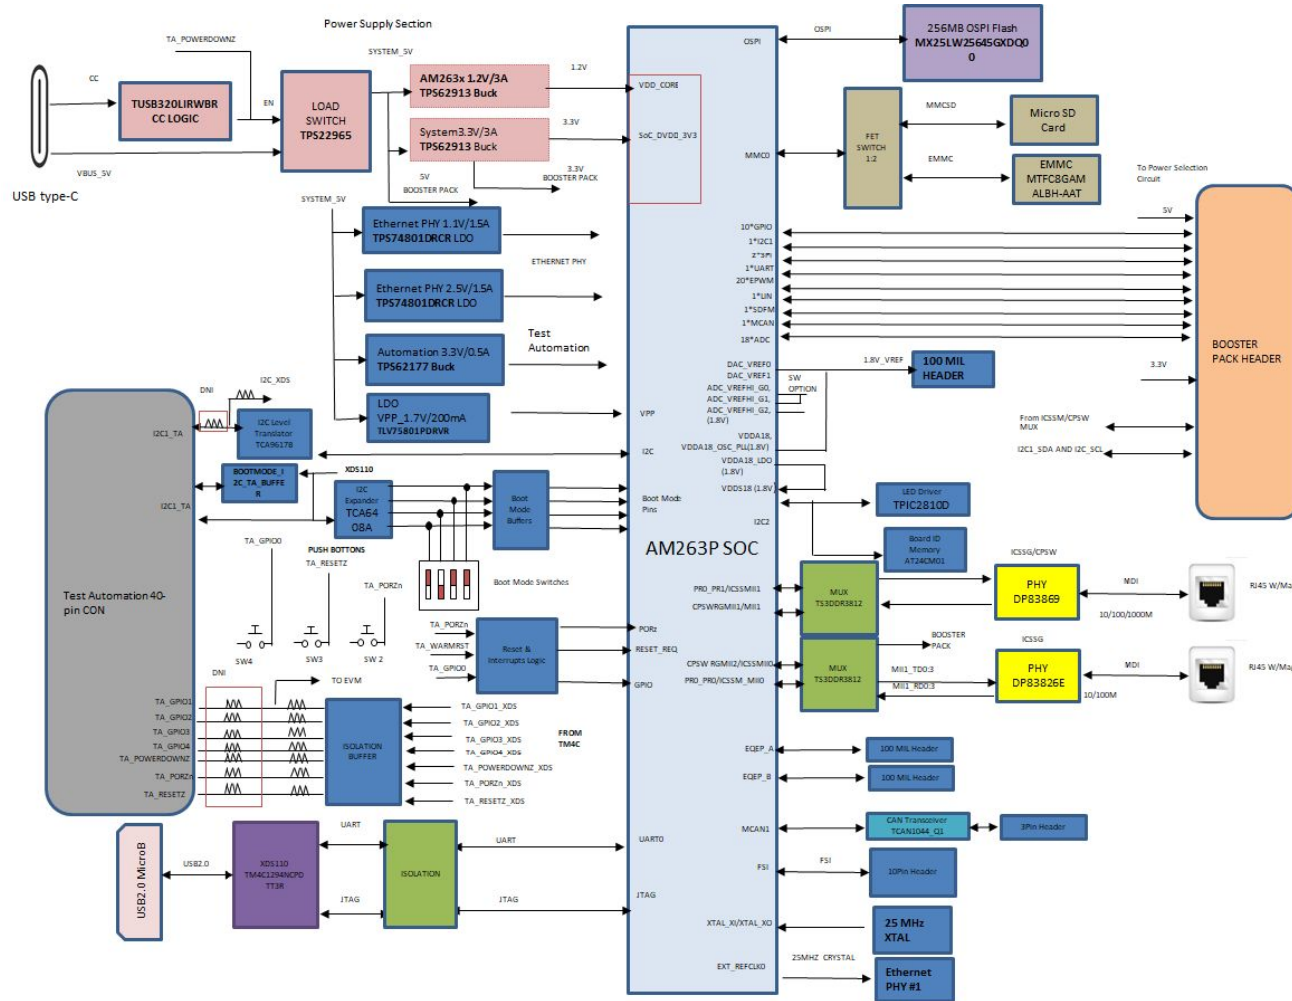 Power Supply Section
TA_POWERDOWNZ
SYSTEM_5V
CC
TUSB320LIRWBR
CC LOGIC
EN
LOAD
SWITCH
TPS22965
VBUS_5V
USB type-C
AM263x 1.2V/3A
TPS62913 Buck
1.2V
System3.3V/3A
TPS62913 Buck
3.3V
3.3V
BOOSTER PACK
5V
BOOSTER PACK
SYSTEM_5V
Ethernet PHY 1.1V/1.5A
TPS74801DRCR LDO
ETHERNET PHY
Ethernet PHY 2.5V/1.5A
TPS74801DRCR LDO
Test
Automation
Automation 3.3V/0.5A
TPS62177 Buck
LDO
VPP_1.7V/200mA
TLV75801PDRVR
OSPI
VDD_CORE
SoC_DVDD_3V3
MMC0
10*GPIO
1*I2C1
2*SPI
1*UART
20*EPWM
1*LIN
1*SDFM
1*MCAN
18*ADC
DAC_VREF0
DAC_VREF1
ADC_VREFHI_G0,
ADC_VREFHI_G1,
ADC_VREFHI_G2,
(1.8V)
VPP
VDDA18,
VDDA18_OSC_PLL(1.8V)
VDDA18_LDO
(1.8V)
VDDS18 (1.8V)
I2C
Boot Mode
Pins
I2C2
AM263P SOC
PR0_PR1/ICSSMII1
CPSWRGMII1/MII1
PORz
RESET_REQ
CPSW RGMII2/ICSSMII0
PR0_PR0/ICSSM_MII0
GPIO
EQEP_A
EQEP_B
MCAN1
UART0
FSI
JTAG
XTAL_XI/XTAL_XO
EXT_REFCLK0
OSPI
256MB OSPI Flash
MX25LW25645GXDQ0
0
FET
SWITCH
1:2
MMCSD
Micro SD
Card
EMMC
EMMC
MTFC8GAM
ALBH-AAT
To Power Selection
Circuit
5V
BOOSTER
PACK HEADER
3.3V
From ICSSM/CPSW
MUX
I2C1_SDA AND I2C_SCL
1.8V_VREF
100 MIL
HEADER
SW
OPTION
LED Driver
TPIC2810D
Board ID
Memory
AT24CM01
MUX
TS3DDR3812
ICSSG/CPSW
PHY
DP83869
MDI
10/100/1000M
RJ45 W/Ma
BOOSTER
PACK
MUX
TS3DDR3812
MII1_TD0:3
MII1_RD0:3
ICSSG
PHY
DP83826E
MDI
10/100M
RJ45 W/Ma
100 MIL Header
100 MIL Header
CAN Transceiver
TCAN1044_Q1
3Pin Header
FSI
10Pin Header
25 MHz
XTAL
25MHZ CRYSTAL
Ethernet
PHY #1
DNI
I2C_XDS
I2C1_TA
I2C Level
Translator
TCA9617B
BOOTMODE_I
2C_TA_BUFFE
R
XDS110
I2C1_TA
I2C
Expander
TCA64
08A
Boot
Mode
Buffers
Boot Mode Switches
Test Automation 40-
pin CON
TA_GPIO0
PUSH BOTTONS
TA_RESETZ
TA_PORZn
SW4
SW3
SW 2
TA_PORZn
TA_WARMRST
TA_GPIO0
Reset &
Interrupts Logic
DNI
TO EVM
TA_GPIO1
TA_GPIO2
TA_GPIO3
TA_GPIO4
TA_POWERDOWNZ
TA_PORZn
TA_RESETZ
ISOLATION
BUFFER
TA_GPIO1_XDS
TA_GPIO2_XDS
TA_GPIO3_XDS
TA_GPIO4_XDS
TA_POWERDOWNZ_XDS
TA_PORZn_XDS
TA_RESETZ_XDS
FROM
TM4C
USB2.0 MicroB
USB2.0
XDS110
TM4C1294NCPD
TT3R
UART
JTAG
ISOLATION
UART
JTAG